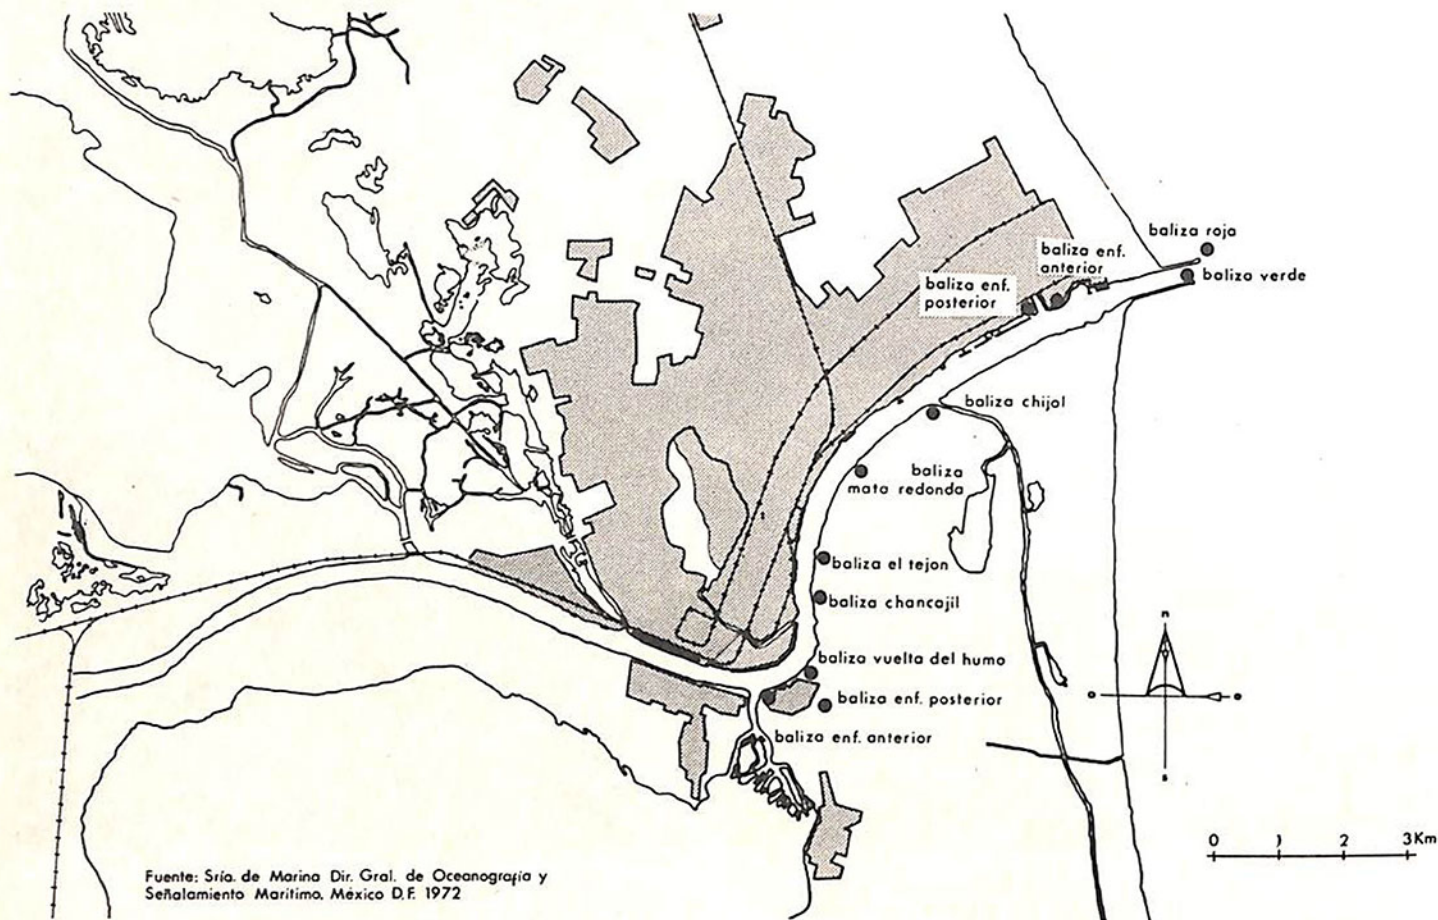 baliza roja
baliza enf.
anterior
baliza verde
baliza enf.
posterior
baliza chijol
baliza
mata redonda
baliza el tejon
baliza chancajil
n
baliza vuelta del humo
o
e
baliza enf. posterior
baliza enf. anterior
s
0 1 2 3Km
Fuente: Sría. de Marina Dir. Gral. de Oceanografía y
Señalamiento Marítimo. México D.F. 1972